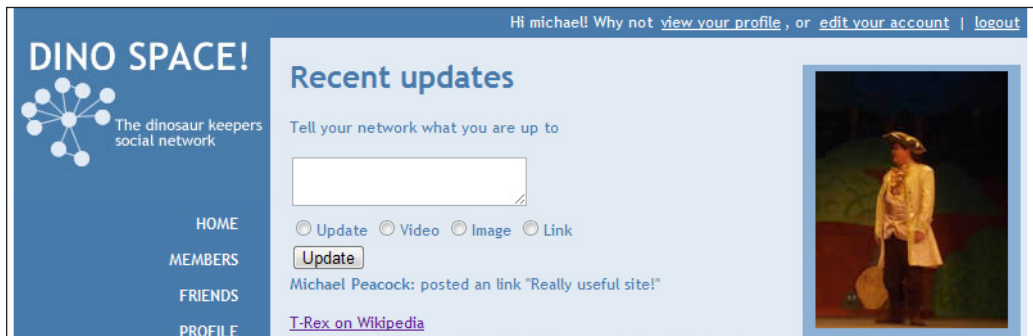 Hi michael! Why not view your profile , or edit your account | logout
DINO SPACE!
The dinosaur keepers
social network
HOME
MEMBERS
FRIENDS
PROFILE
Recent updates
Tell your network what you are up to
Update Video Image Link
Update
Michael Peacock: posted an link "Really useful site!"
T-Rex on Wikipedia